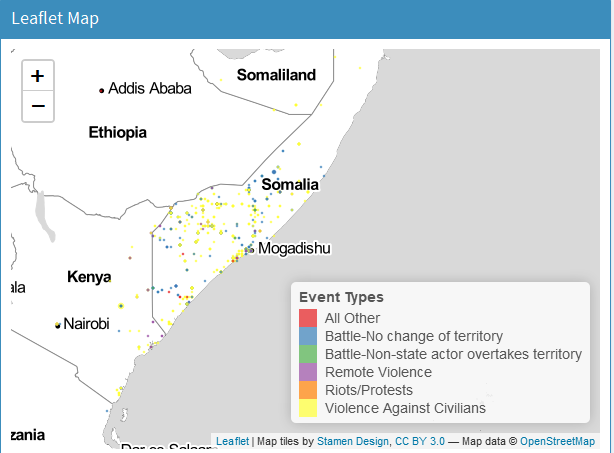 Leaflet Map
+
Somaliland
Addis Ababa
−
Ethiopia
Somalia
Mogadishu
Kenya
ala
Nairobi
Event Types
All Other
Battle-No change of territory
Battle-Non-state actor overtakes territory
Remote Violence
Riots/Protests
Violence Against Civilians
zania
Leaflet | Map tiles by Stamen Design, CC BY 3.0 — Map data © OpenStreetMap